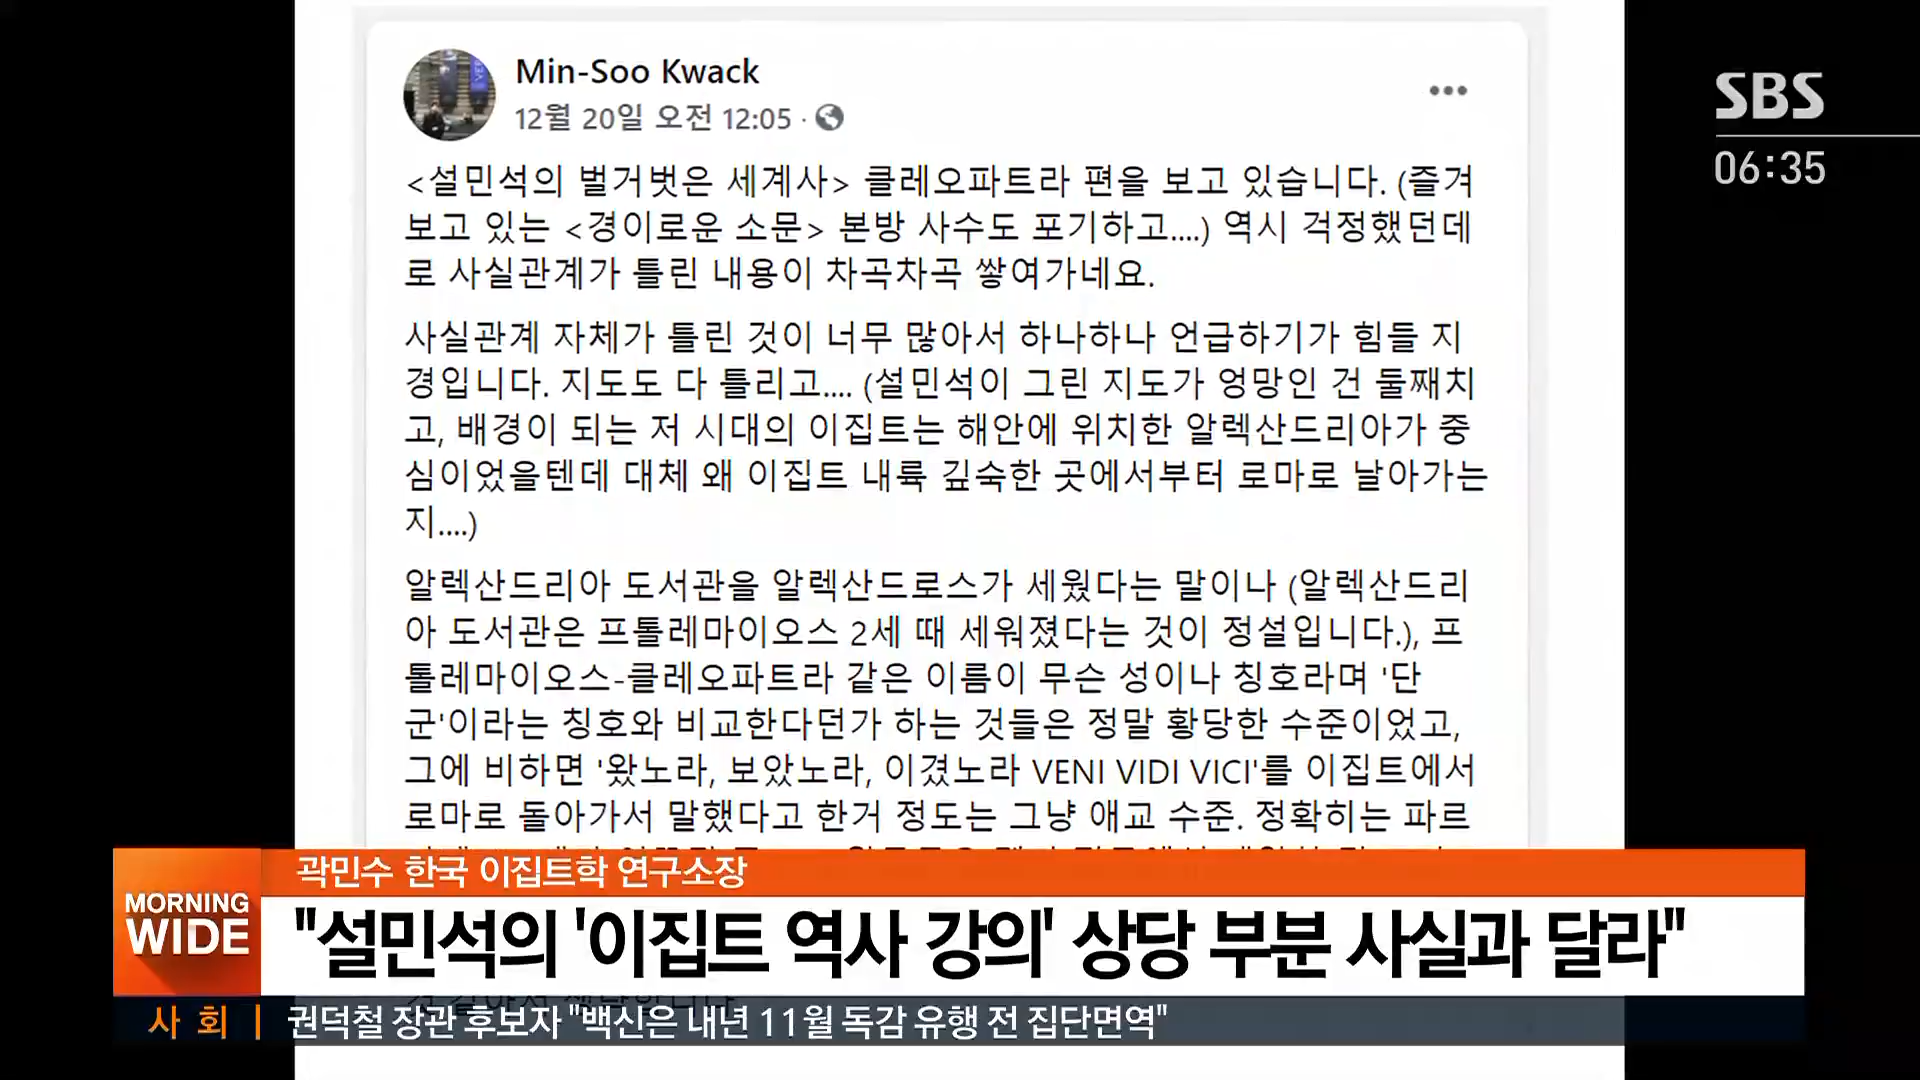 Min-Soo Kwack
12월 20일 오전 12:05 ·
SBS
06:35
<설민석의 벌거벗은 세계사> 클레오파트라 편을 보고 있습니다. (즐겨
보고 있는 <경이로운 소문> 본방 사수도 포기하고....) 역시 걱정했던데
로 사실관계가 틀린 내용이 차곡차곡 쌓여가네요.
사실관계 자체가 틀린 것이 너무 많아서 하나하나 언급하기가 힘들 지
경입니다. 지도도 다 틀리고.... (설민석이 그린 지도가 엉망인 건 둘째치
고, 배경이 되는 저 시대의 이집트는 해안에 위치한 알렉산드리아가 중
심이었을텐데 대체 왜 이집트 내륙 깊숙한 곳에서부터 로마로 날아가는
지....)
알렉산드리아 도서관을 알렉산드로스가 세웠다는 말이나 (알렉산드리
아 도서관은 프톨레마이오스 2세 때 세워졌다는 것이 정설입니다.), 프
톨레마이오스-클레오파트라 같은 이름이 무슨 성이나 칭호라며 '단
군'이라는 칭호와 비교한다던가 하는 것들은 정말 황당한 수준이었고,
그에 비하면 '왔노라, 보았노라, 이겼노라 VENI VIDI VICI'를 이집트에서
로마로 돌아가서 말했다고 한거 정도는 그냥 애교 수준. 정확히는 파르
곽민수 한국 이집트학 연구소장
MORNING
WIDE
"설민석의 '이집트 역사 강의' 상당 부분 사실과 달라"
사 회 | 권덕철 장관 후보자 "백신은 내년 11월 독감 유행 전 집단면역"